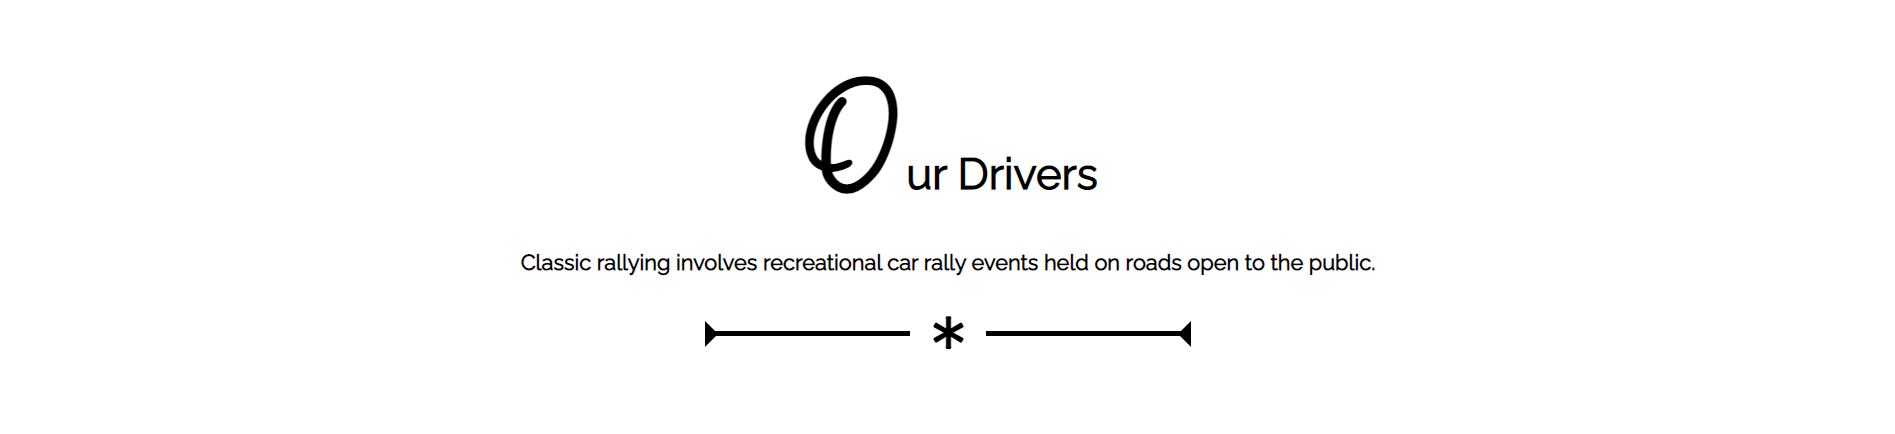 Our Drivers
Classic rallying involves recreational car rally events held on roads open to the public.